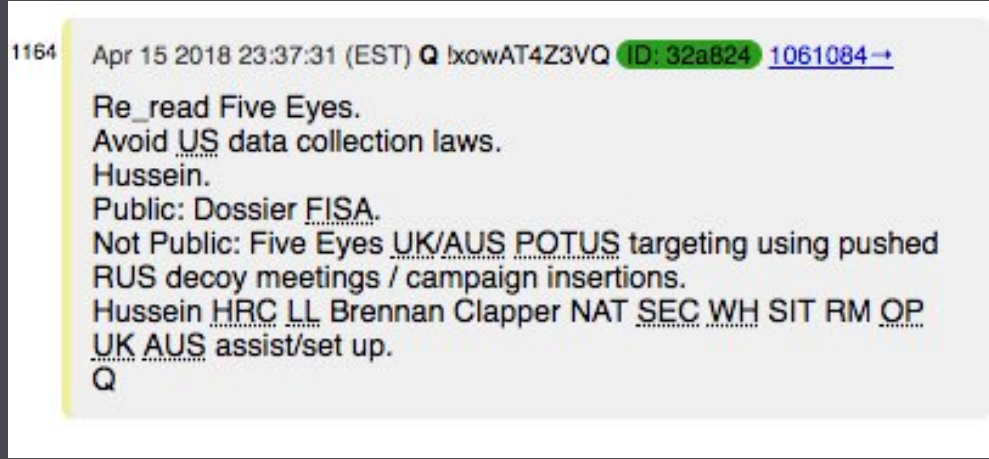 1164 Apr 15 2018 23:37:31 (EST) Q !xowAT4Z3VQ ID: 32a824 1061084→
Re_read Five Eyes.
Avoid US data collection laws.
Hussein.
Public: Dossier FISA.
Not Public: Five Eyes UK/AUS POTUS targeting using pushed
RUS decoy meetings / campaign insertions.
Hussein HRC LL Brennan Clapper NAT SEC WH SIT RM OP
UK AUS assist/set up.
Q